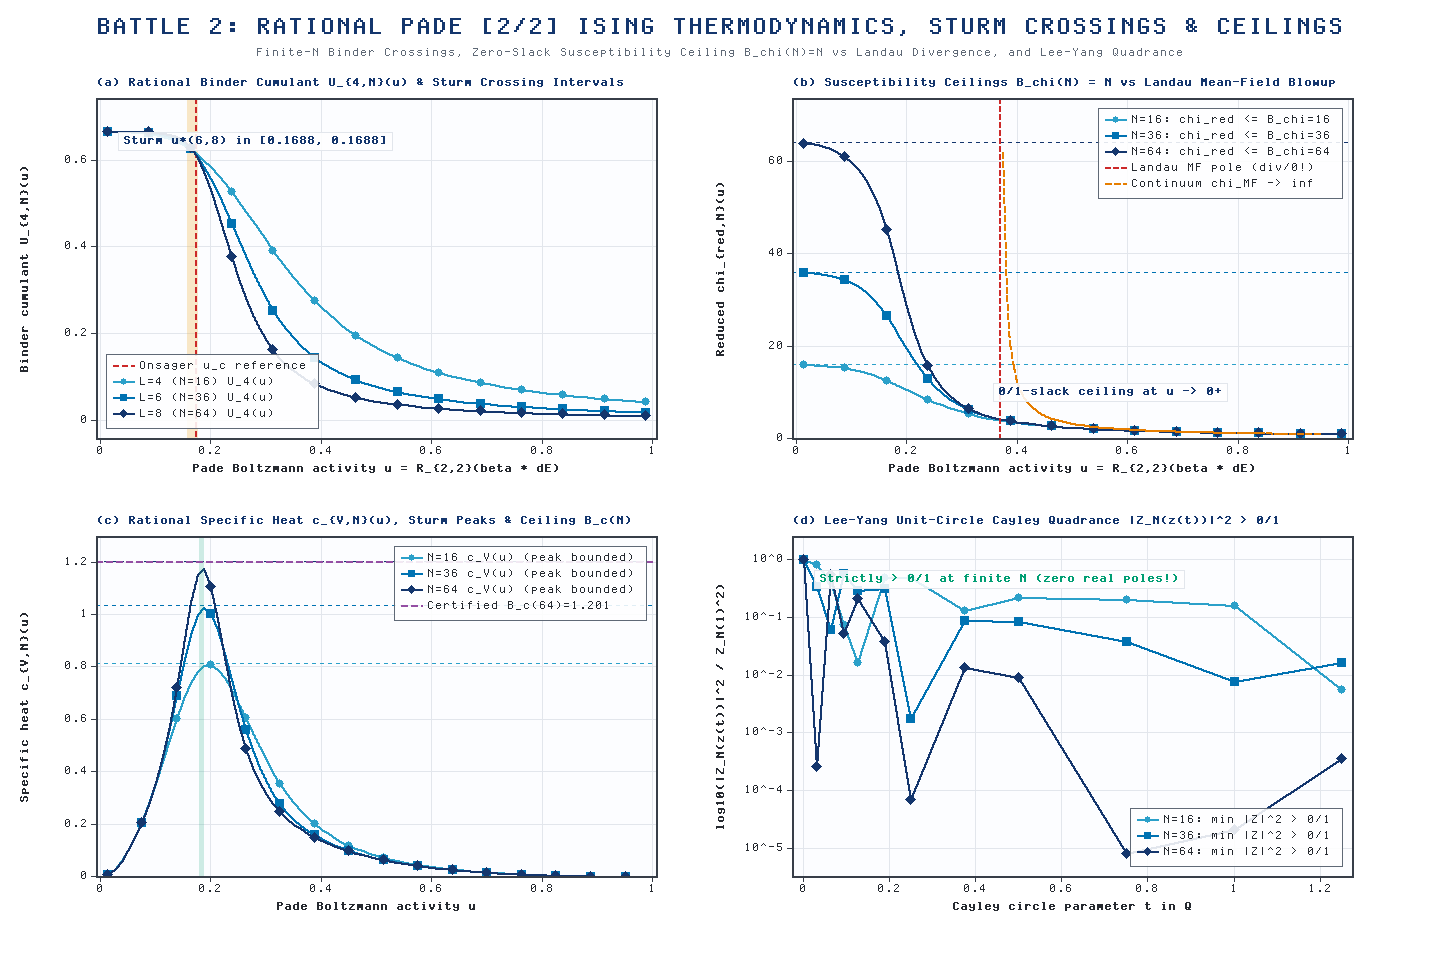 BATTLE 2: RATIONAL PADE [2/2] ISING THERMODYNAMICS, STURM CROSSINGS & CEILINGS
Finite-N Binder Crossings, Zero-Slack Susceptibility Ceiling B_chi(N)=N vs Landau Divergence, and Lee-Yang Quadrance
(a) Rational Binder Cumulant U_{4,N}(u) & Sturm Crossing Intervals
Binder cumulant U_{4,N}(u)
0.6
0.4
0.2
0
Sturm u*(6,8) in [0.1688, 0.1688]
Onsager u_c reference
L=4 (N=16) U_4(u)
L=6 (N=36) U_4(u)
L=8 (N=64) U_4(u)
0 0.2 0.4 0.6 0.8 1
Pade Boltzmann activity u = R_{2,2}(beta * dE)
(b) Susceptibility Ceilings B_chi(N) = N vs Landau Mean-Field Blowup
Reduced chi_{red,N}(u)
60
40
20
0
N=16: chi_red <= B_chi=16
N=36: chi_red <= B_chi=36
N=64: chi_red <= B_chi=64
Landau MF pole (div/0!)
Continuum chi_MF -> inf
0/1-slack ceiling at u -> 0+
0 0.2 0.4 0.6 0.8 1
Pade Boltzmann activity u = R_{2,2}(beta * dE)
(c) Rational Specific Heat c_{V,N}(u), Sturm Peaks & Ceiling B_c(N)
Specific heat c_{V,N}(u)
1.2
1
0.8
0.6
0.4
0.2
0
N=16 c_V(u) (peak bounded)
N=36 c_V(u) (peak bounded)
N=64 c_V(u) (peak bounded)
Certified B_c(64)=1.201
0 0.2 0.4 0.6 0.8 1
Pade Boltzmann activity u
(d) Lee-Yang Unit-Circle Cayley Quadrance |Z_N(z(t))|^2 > 0/1
log10(|Z_N(z(t))|^2 / Z_N(1)^2)
10^0
10^-1
10^-2
10^-3
10^-4
10^-5
Strictly > 0/1 at finite N (zero real poles!)
N=16: min |Z|^2 > 0/1
N=36: min |Z|^2 > 0/1
N=64: min |Z|^2 > 0/1
0 0.2 0.4 0.6 0.8 1 1.2
Cayley circle parameter t in Q